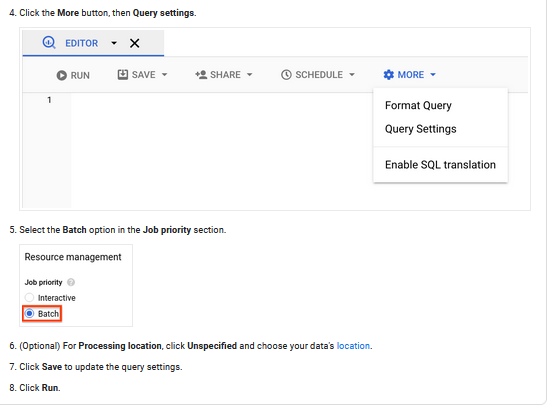 4. Click the More button, then Query settings.
EDITOR
RUN SAVE SHARE SCHEDULE MORE
1
Format Query
Query Settings
Enable SQL translation
5. Select the Batch option in the Job priority section.
Resource management
Job priority ?
Interactive
Batch
6. (Optional) For Processing location, click Unspecified and choose your data's location.
7. Click Save to update the query settings.
8. Click Run.